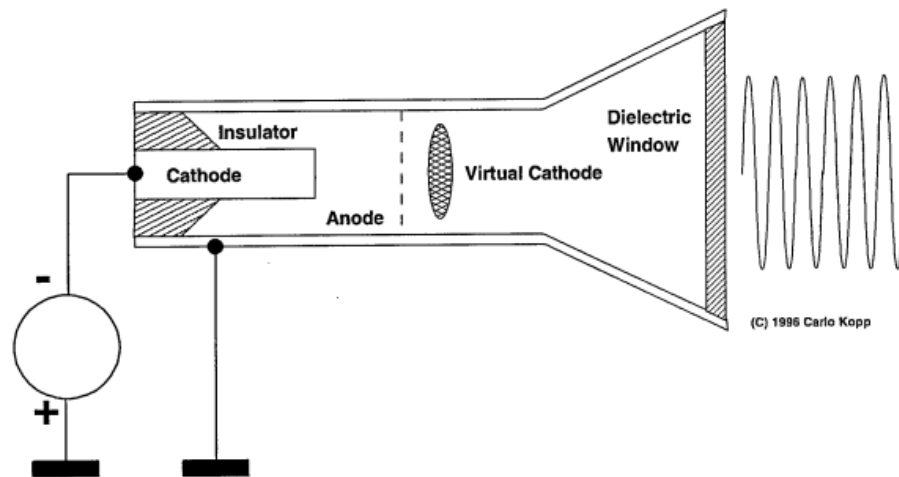 Insulator
Cathode
Anode
Virtual Cathode
Dielectric
Window
-
+
(C) 1996 Carlo Kopp